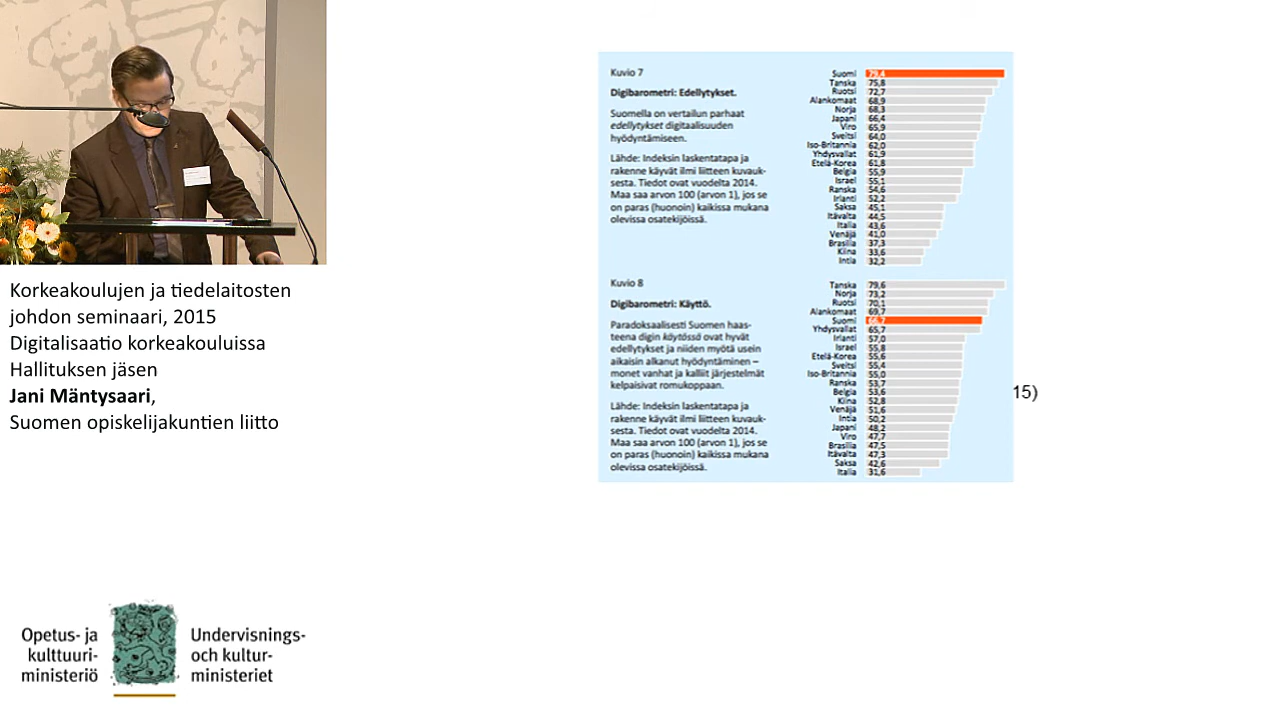 Korkeakoulujen ja tiedelaitosten
johdon seminaari, 2015
Digitalisaatio korkeakouluissa
Hallituksen jäsen
Jani Mäntysaari,
Suomen opiskelijakuntien liitto
Opetus- ja
kulttuuri-
ministeriö
Undervisnings-
och kultur-
ministeriet
Kuvio 7
Digibarometri: Edellytykset.
Suomella on vertailun parhaat
edellytykset digitaalisuuden
hyödyntämiseen.
Lähde: Indeksin laskentatapa ja
rakenne käyvät ilmi liitteen kuvauk-
sesta. Tiedot ovat vuodelta 2014.
Maa saa arvon 100 (arvon 1), jos se
on paras (huonoin) kaikissa mukana
olevissa osatekijöissä.
Suomi 79,4
Tanska 75,8
Ruotsi 72,7
Alankomaat 68,9
Norja 68,3
Japani 66,4
Viro 65,9
Sveitsi 64,0
Iso-Britannia 62,0
Yhdysvallat 61,9
Etelä-Korea 61,8
Belgia 55,9
Israel 55,1
Ranska 54,6
Irlanti 52,2
Saksa 45,1
Itävalta 44,5
Italia 43,6
Venäjä 41,0
Brasilia 37,3
Kiina 33,6
Intia 32,2
Kuvio 8
Digibarometri: Käyttö.
Paradoksaalisesti Suomen haas-
teena digin käytössä ovat hyvät
edellytykset ja niiden myötä usein
aikaisin alkanut hyödyntäminen –
monet vanhat ja kalliit järjestelmät
kelpaisivat romukoppaan.
Lähde: Indeksin laskentatapa ja
rakenne käyvät ilmi liitteen kuvauk-
sesta. Tiedot ovat vuodelta 2014.
Maa saa arvon 100 (arvon 1), jos se
on paras (huonoin) kaikissa mukana
olevissa osatekijöissä.
Tanska 79,6
Norja 73,2
Ruotsi 70,1
Alankomaat 69,7
Suomi 66,7
Yhdysvallat 65,7
Irlanti 57,0
Israel 55,8
Etelä-Korea 55,6
Sveitsi 55,4
Iso-Britannia 55,0
Ranska 53,7
Belgia 53,6
Kiina 52,8
Venäjä 51,6
Intia 50,2
Japani 48,2
Viro 47,7
Brasilia 47,5
Itävalta 47,3
Saksa 42,6
Italia 31,6
15)